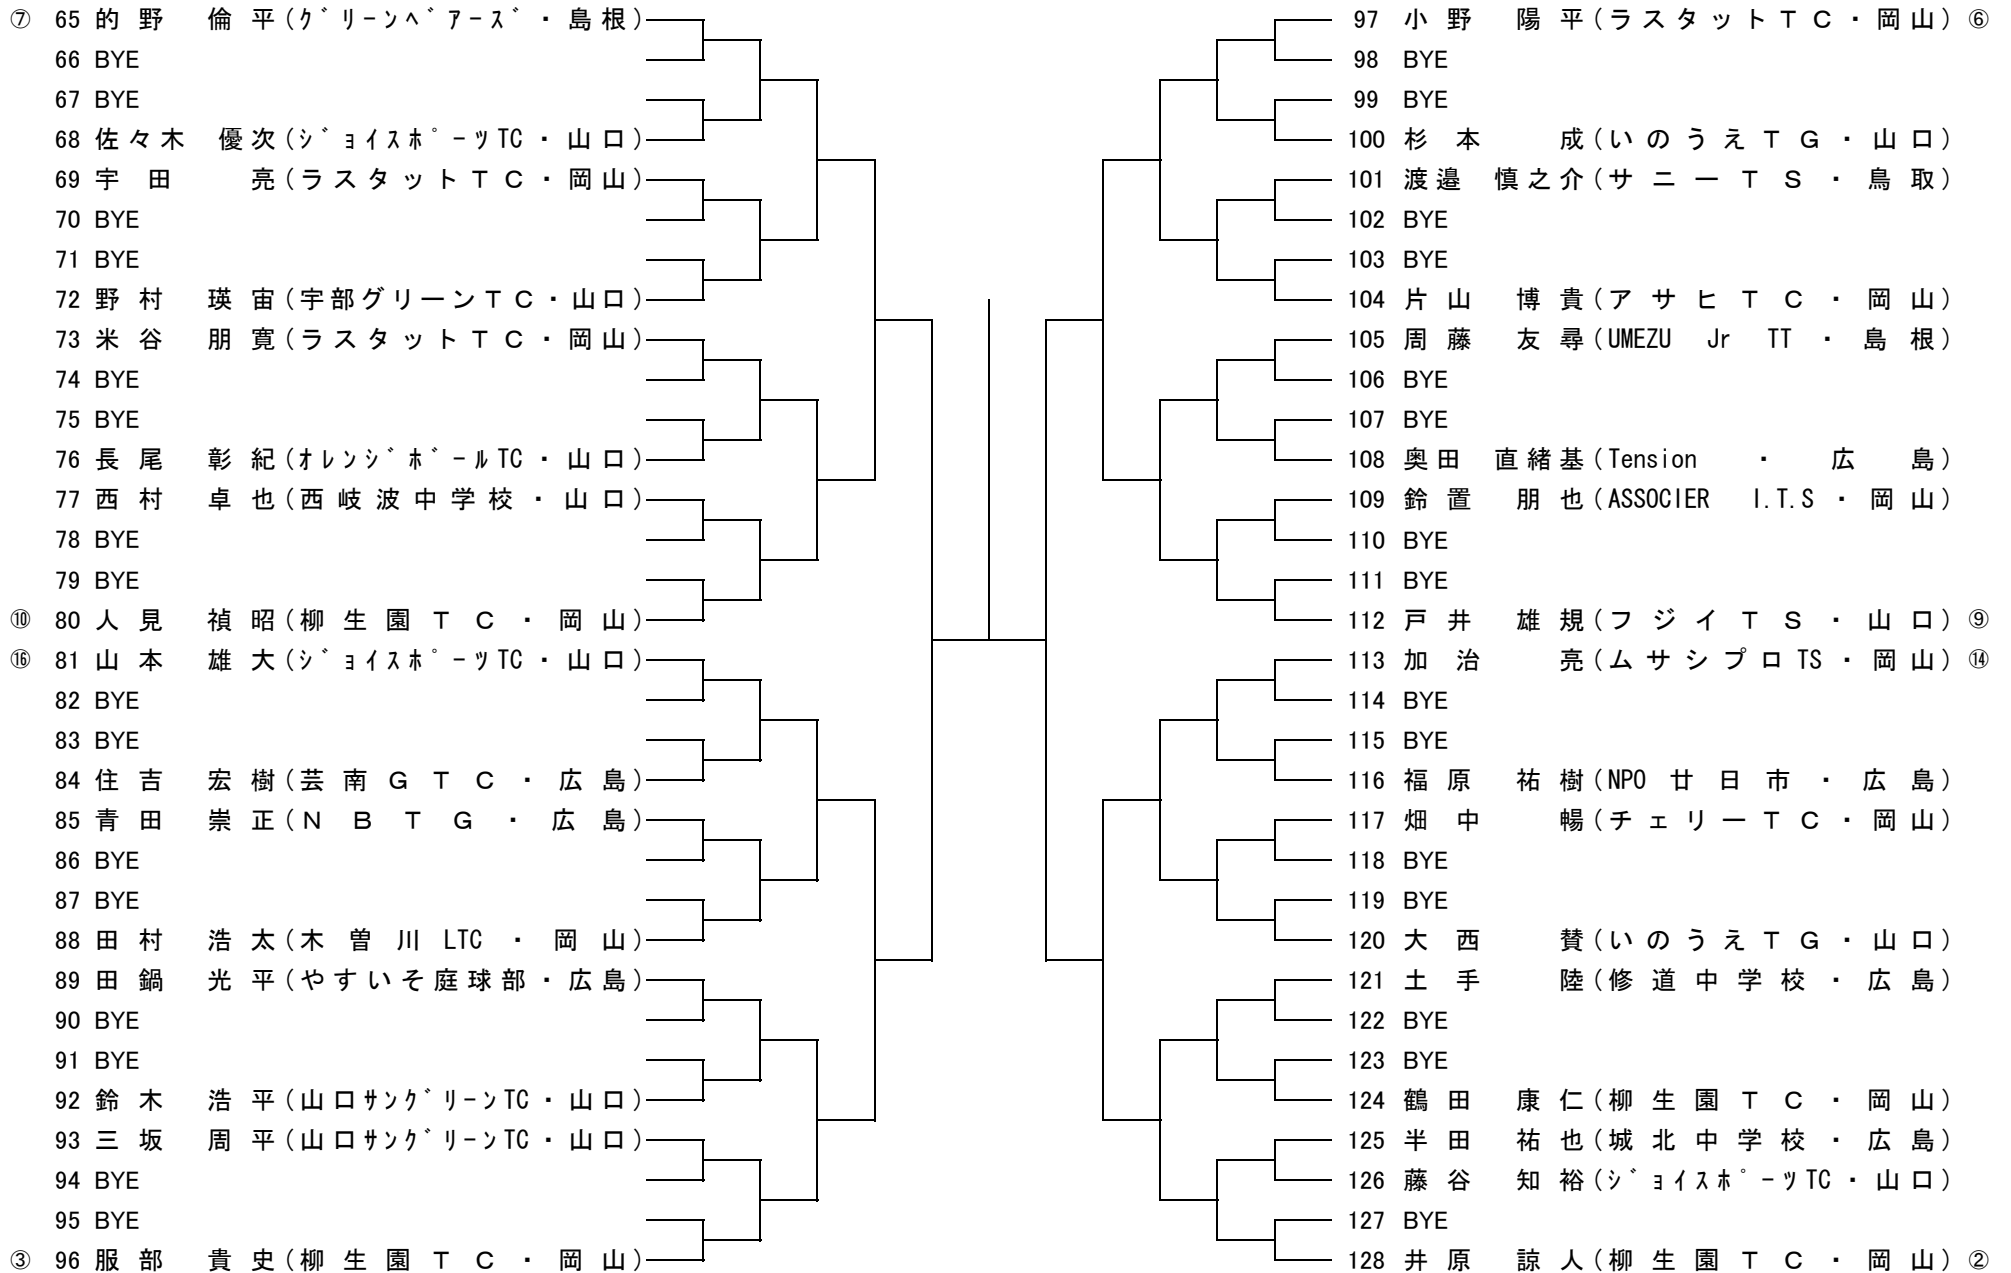 ⑦ 65 的野 倫平(グリーンベアーズ・島根)
66 BYE
67 BYE
68 佐々木 優次(ジョイスポーツTC・山口)
69 宇田 亮(ラスタットTC・岡山)
70 BYE
71 BYE
72 野村 瑛宙(宇部グリーンTC・山口)
73 米谷 朋寛(ラスタットTC・岡山)
74 BYE
75 BYE
76 長尾 彰紀(オレンジボールTC・山口)
77 西村 卓也(西岐波中学校・山口)
78 BYE
79 BYE
⑩ 80 人見 禎昭(柳生園TC・岡山)
⑯ 81 山本 雄大(ジョイスポーツTC・山口)
82 BYE
83 BYE
84 住吉 宏樹(芸南GTC・広島)
85 青田 崇正(NBTG・広島)
86 BYE
87 BYE
88 田村 浩太(木曽川LTC・岡山)
89 田鍋 光平(やすいそ庭球部・広島)
90 BYE
91 BYE
92 鈴木 浩平(山口サングリーンTC・山口)
93 三坂 周平(山口サングリーンTC・山口)
94 BYE
95 BYE
③ 96 服部 貴史(柳生園TC・岡山)
97 小野 陽平(ラスタットTC・岡山) ⑥
98 BYE
99 BYE
100 杉本 成(いのうえTG・山口)
101 渡邉 慎之介(サニーTS・鳥取)
102 BYE
103 BYE
104 片山 博貴(アサヒTC・岡山)
105 周藤 友尋(UMEZU Jr TT・島根)
106 BYE
107 BYE
108 奥田 直緒基(Tension・広島)
109 鈴置 朋也(ASSOCIER I.T.S・岡山)
110 BYE
111 BYE
112 戸井 雄規(フジイTS・山口) ⑨
113 加治 亮(ムサシプロTS・岡山) ⑭
114 BYE
115 BYE
116 福原 祐樹(NPO廿日市・広島)
117 畑中 暢(チェリーTC・岡山)
118 BYE
119 BYE
120 大西 賛(いのうえTG・山口)
121 土手 陸(修道中学校・広島)
122 BYE
123 BYE
124 鶴田 康仁(柳生園TC・岡山)
125 半田 祐也(城北中学校・広島)
126 藤谷 知裕(ジョイスポーツTC・山口)
127 BYE
128 井原 諒人(柳生園TC・岡山) ②